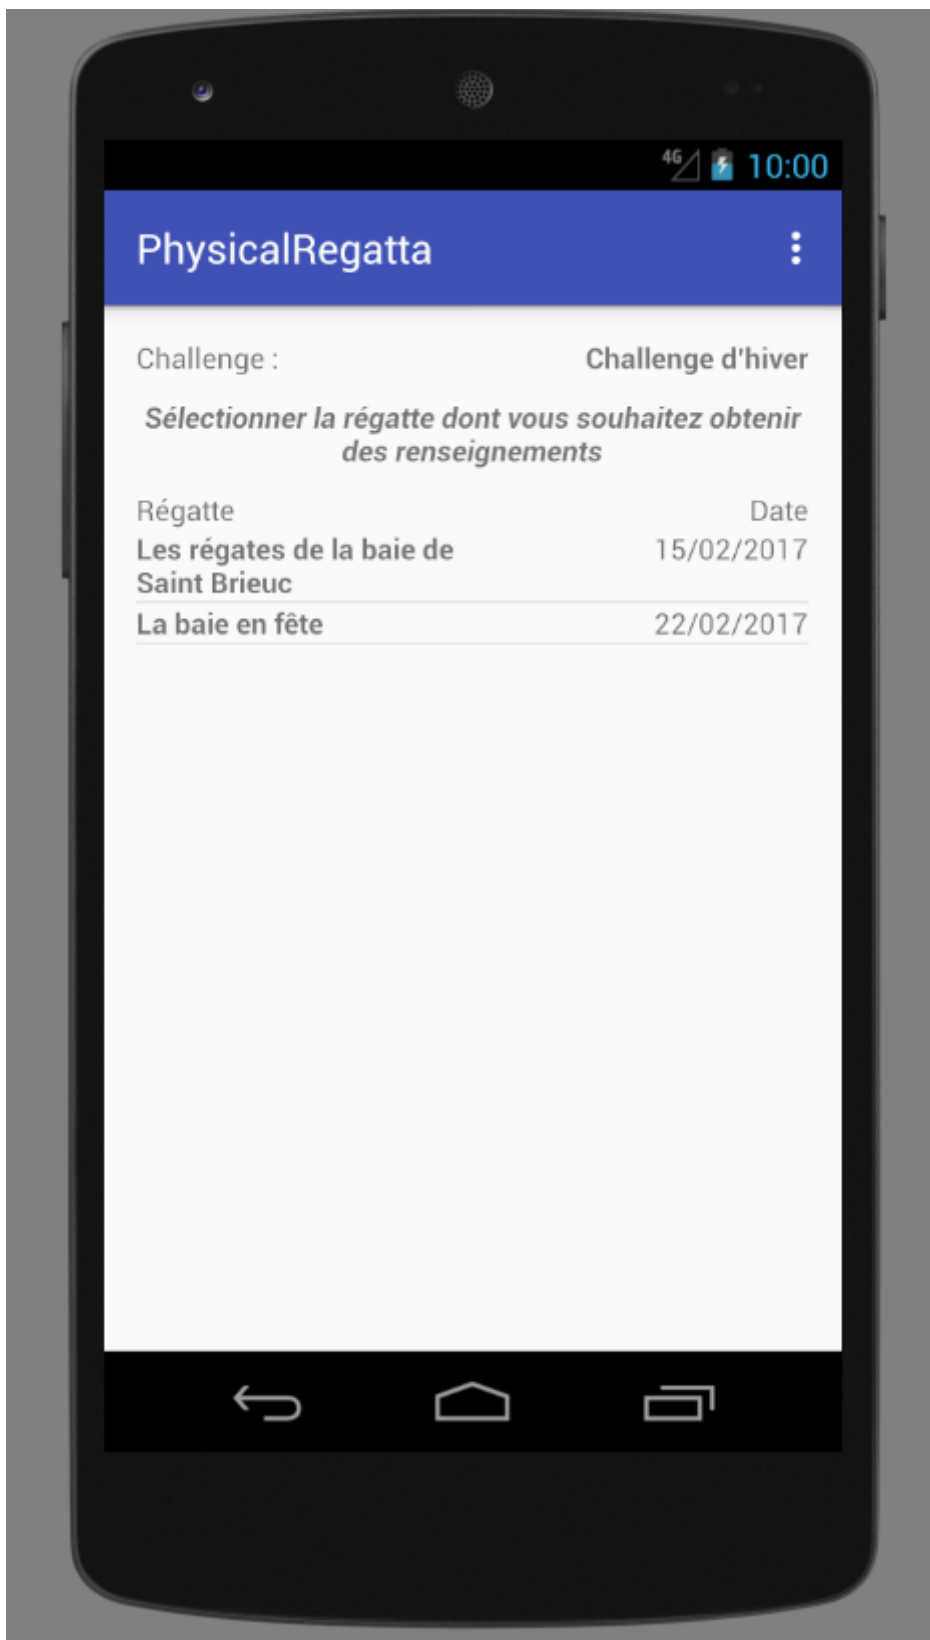 4G 10:00
PhysicalRegatta
Challenge : Challenge d'hiver
Sélectionner la régatte dont vous souhaitez obtenir
des renseignements
Régatte Date
Les régates de la baie de 15/02/2017
Saint Brieuc
La baie en fête 22/02/2017